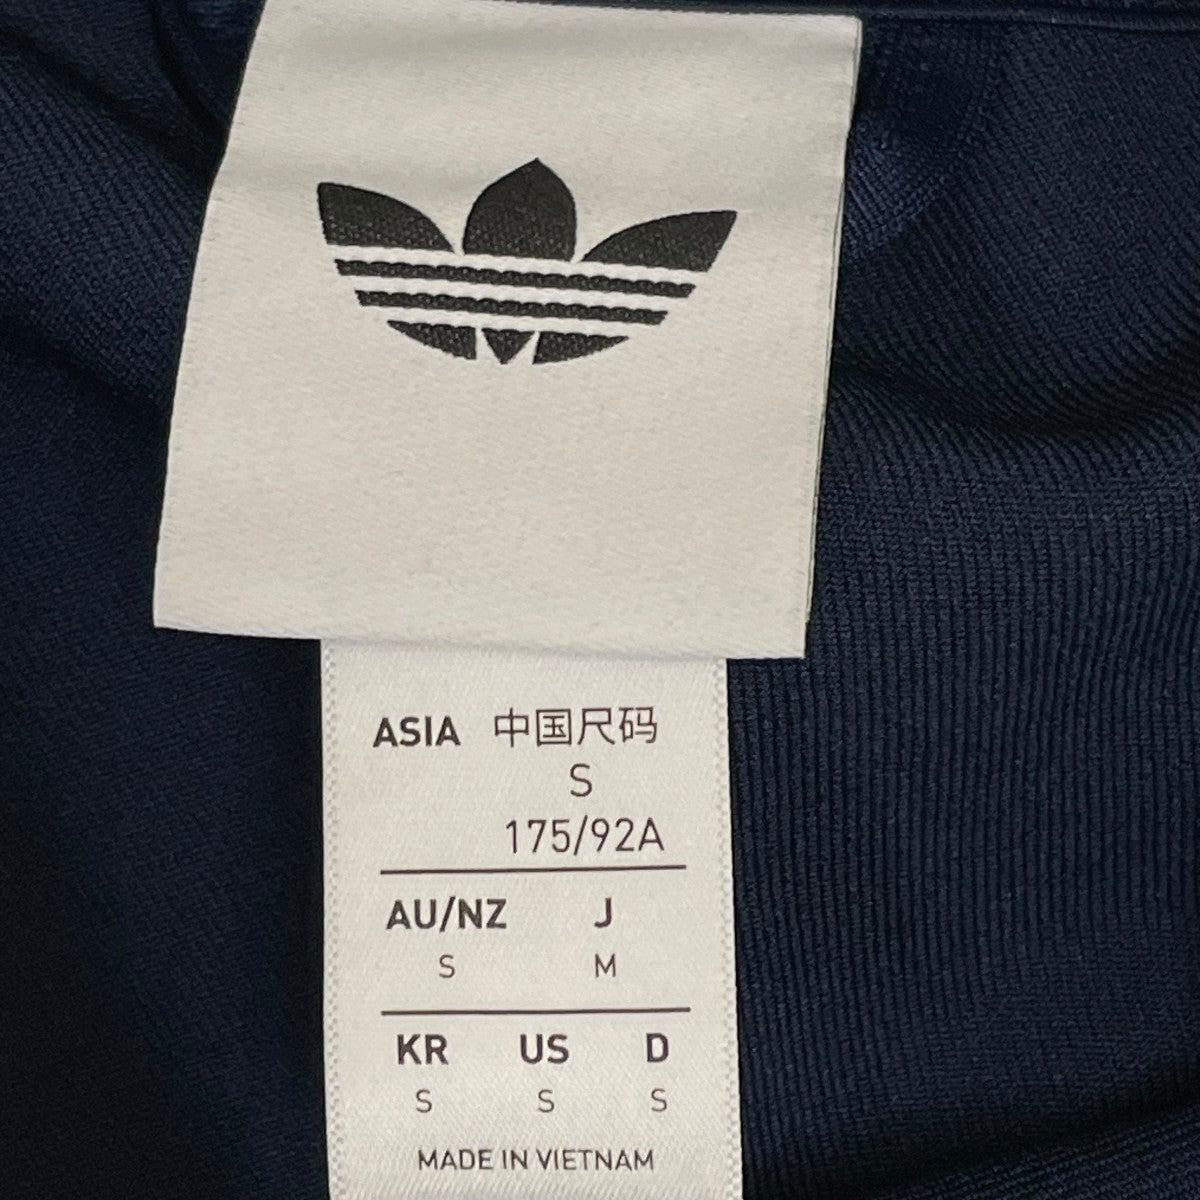 ASIA 中国尺码
S
175/92A
AU/NZ J
S M
KR US D
S S S
MADE IN VIETNAM